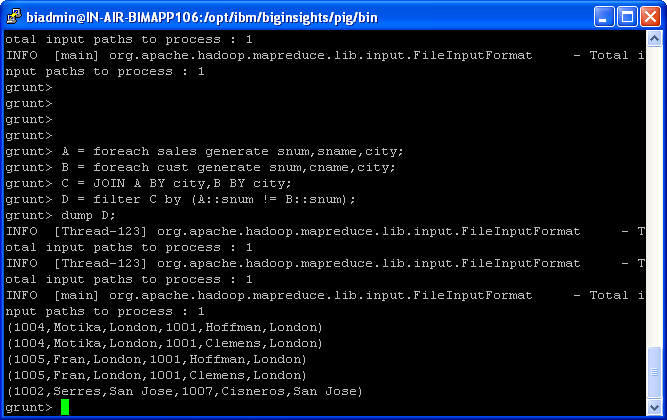 biadmin@IN-AIR-BIMAPP106:/opt/ibm/biginsights/pig/bin
otal input paths to process : 1
INFO  [main] org.apache.hadoop.mapreduce.lib.input.FileInputFormat     - Total i
nput paths to process : 1
grunt>
grunt>
grunt>
grunt>
grunt> A = foreach sales generate snum,sname,city;
grunt> B = foreach cust generate snum,cname,city;
grunt> C = JOIN A BY city,B BY city;
grunt> D = filter C by (A::snum != B::snum);
grunt> dump D;
INFO  [Thread-123] org.apache.hadoop.mapreduce.lib.input.FileInputFormat     - T
otal input paths to process : 1
INFO  [Thread-123] org.apache.hadoop.mapreduce.lib.input.FileInputFormat     - T
otal input paths to process : 1
INFO  [main] org.apache.hadoop.mapreduce.lib.input.FileInputFormat     - Total i
nput paths to process : 1
(1004,Motika,London,1001,Hoffman,London)
(1004,Motika,London,1001,Clemens,London)
(1005,Fran,London,1001,Hoffman,London)
(1005,Fran,London,1001,Clemens,London)
(1002,Serres,San Jose,1007,Cisneros,San Jose)
grunt>